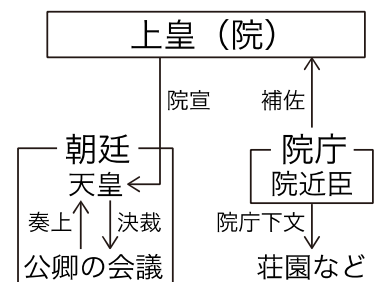 上皇（院）
院宣
補佐
朝廷
天皇
奏上
決裁
公卿の会議
院庁
院近臣
院庁下文
荘園など